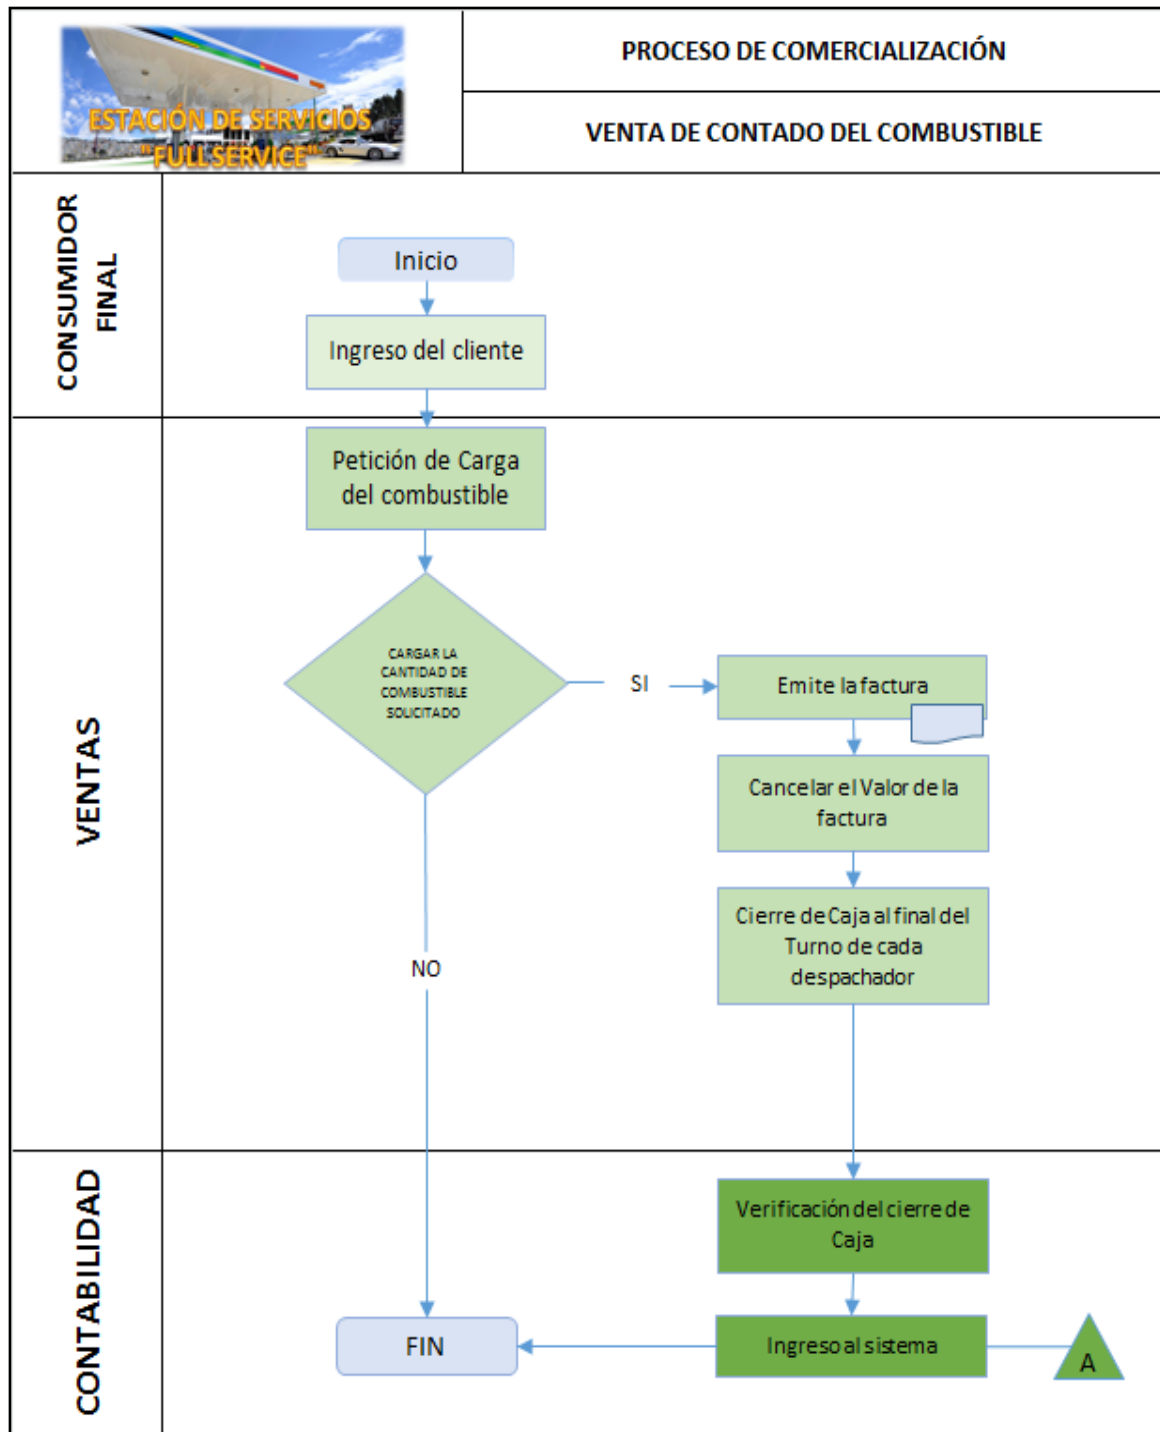 ESTACIÓN DE SERVICIOS
"FULL SERVICE"
PROCESO DE COMERCIALIZACIÓN
VENTA DE CONTADO DEL COMBUSTIBLE
CONSUMIDOR
FINAL
Inicio
Ingreso del cliente
VENTAS
Petición de Carga
del combustible
CARGAR LA
CANTIDAD DE
COMBUSTIBLE
SOLICITADO
SI
Emite la factura
Cancelar el Valor de la
factura
Cierre de Caja al final del
Turno de cada
despachador
NO
CONTABILIDAD
Verificación del cierre de
Caja
FIN
Ingreso al sistema
A